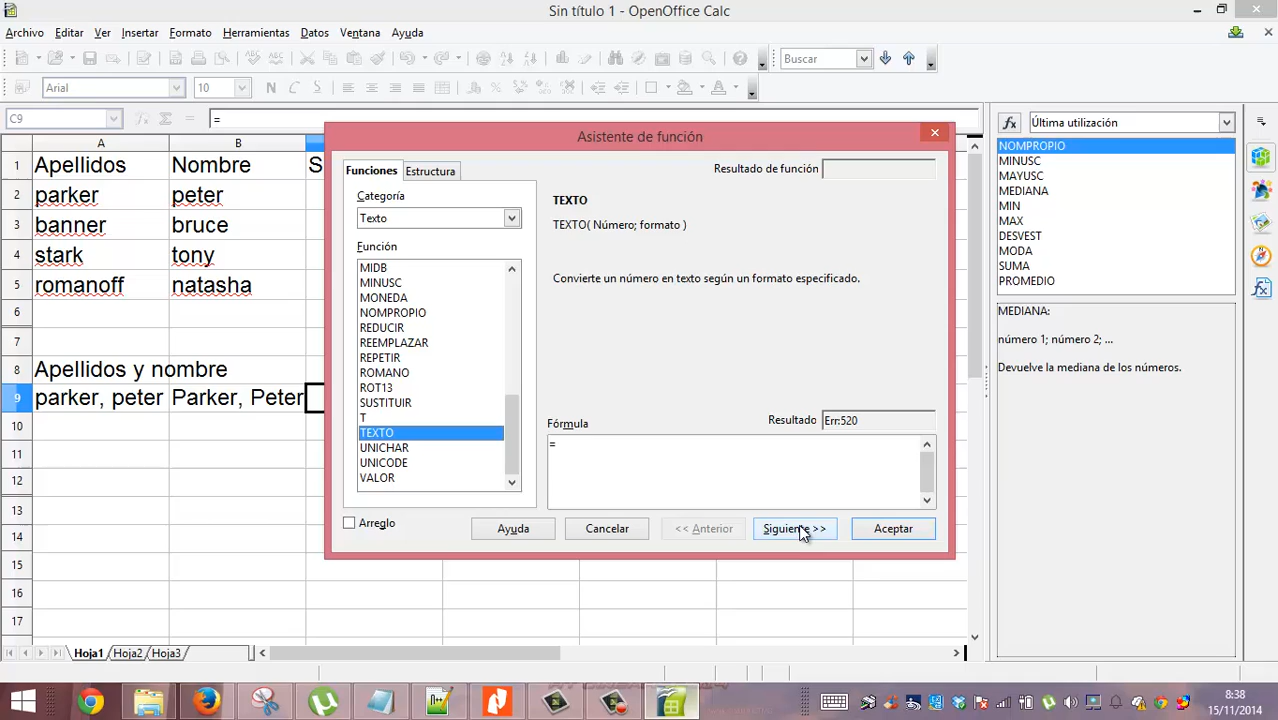 Sin título 1 - OpenOffice Calc
Archivo Editar Ver Insertar Formato Herramientas Datos Ventana Ayuda
Buscar
Arial 10 N C S
C9 =
A B
1 Apellidos Nombre S
2 parker peter
3 banner bruce
4 stark tony
5 romanoff natasha
6
7
8 Apellidos y nombre
9 parker, peter Parker, Peter
10
11
12
13
14
15
16
17
Hoja1 Hoja2 Hoja3
Asistente de función
Funciones Estructura
Categoría
Texto
Función
MIDB
MINUSC
MONEDA
NOMPROPIO
REDUCIR
REEMPLAZAR
REPETIR
ROMANO
ROT13
SUSTITUIR
T
TEXTO
UNICHAR
UNICODE
VALOR
Arreglo
Resultado de función
TEXTO
TEXTO( Número; formato )
Convierte un número en texto según un formato especificado.
Fórmula Resultado Err:520
=
Ayuda Cancelar << Anterior Siguiente >> Aceptar
Última utilización
NOMPROPIO
MINUSC
MAYUSC
MEDIANA
MIN
MAX
DESVEST
MODA
SUMA
PROMEDIO
MEDIANA:
número 1; número 2; ...
Devuelve la mediana de los números.
8:38
15/11/2014